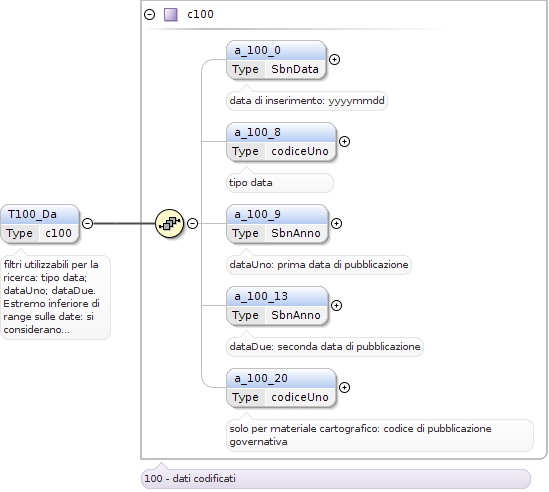 c100
a_100_0
Type SbnData
data di inserimento: yyyymmdd
a_100_8
Type codiceUno
tipo data
T100_Da
Type c100
filtri utilizzabili per la
ricerca: tipo data;
dataUno; dataDue.
Estremo inferiore di
range sulle date: si
considerano...
a_100_9
Type SbnAnno
dataUno: prima data di pubblicazione
a_100_13
Type SbnAnno
dataDue: seconda data di pubblicazione
a_100_20
Type codiceUno
solo per materiale cartografico: codice di pubblicazione
governativa
100 - dati codificati